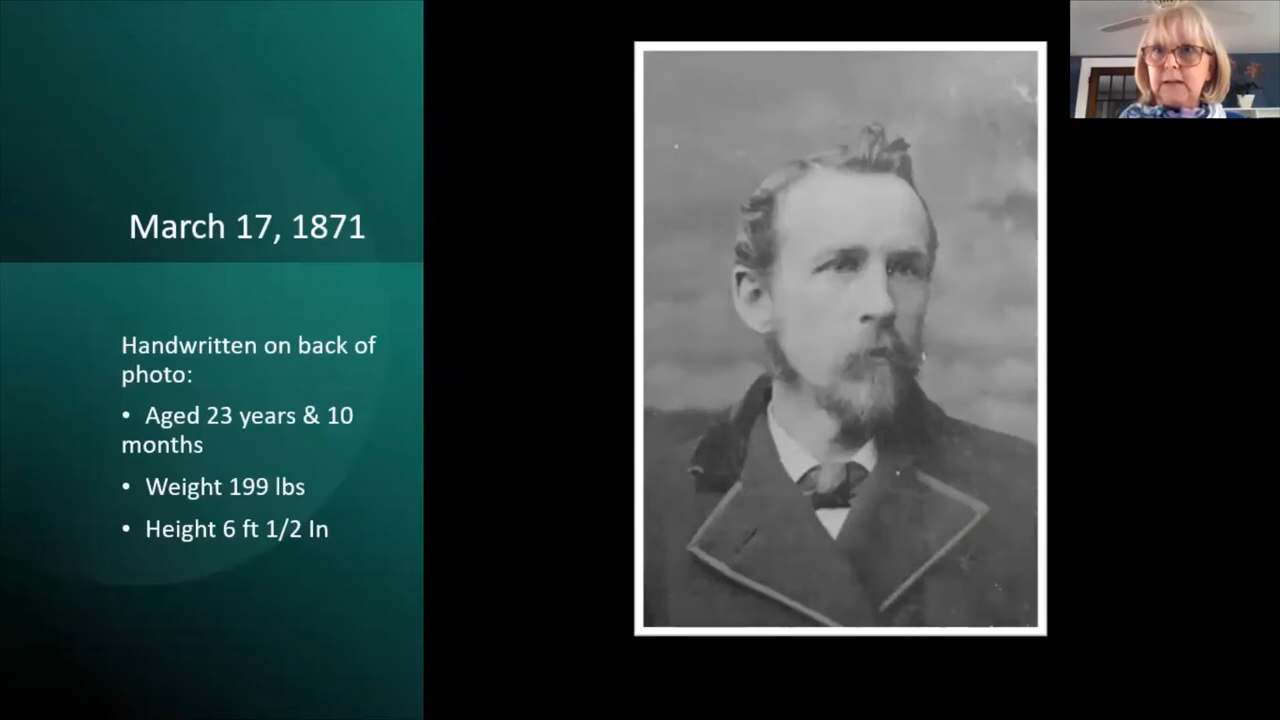 March 17, 1871
Handwritten on back of
photo:
• Aged 23 years & 10
months
• Weight 199 lbs
• Height 6 ft 1/2 In